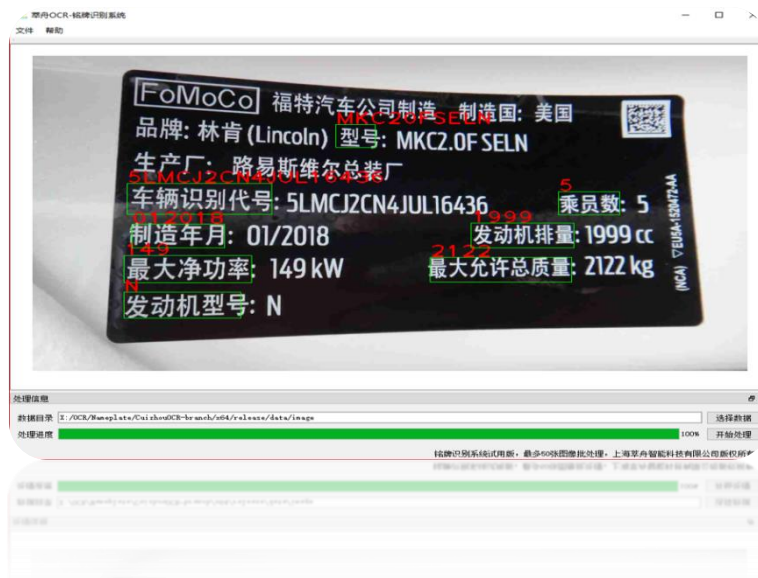 萃舟OCR-铭牌识别系统
文件 帮助
FoMoCo 福特汽车公司制造 制造国: 美国
MKC20FSELN
品牌: 林肯 (Lincoln) 型号: MKC2.0F SELN
生产厂: 路易斯维尔总装厂
5LMCJ2CN4JUL16436
5
车辆识别代号: 5LMCJ2CN4JUL16436 乘员数: 5
012018
1999
制造年月: 01/2018 发动机排量: 1999 cc
149
2122
最大净功率: 149 kW 最大允许总质量: 2122 kg
N
发动机型号: N
(NCA) ▽EU5A-1520472-AA
处理信息
数据目录 X:/OCR/Nameplate/CuizhouOCR-branch/x64/release/data/image 选择数据
处理进度 100% 开始处理
铭牌识别系统试用版，最多50张图像批处理，上海萃舟智能科技有限公司版权所有